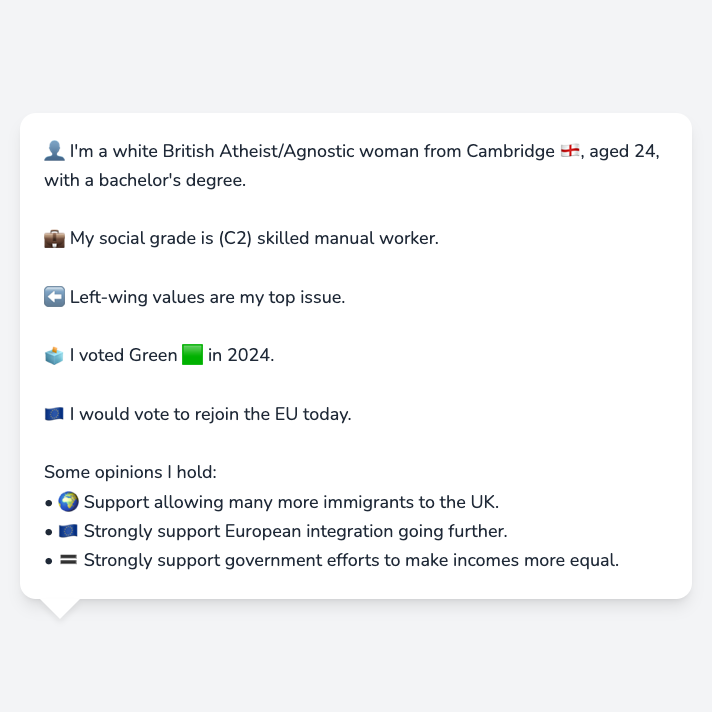 👤 I'm a white British Atheist/Agnostic woman from Cambridge 🏴󠁧󠁢󠁥󠁮󠁧󠁿, aged 24,
with a bachelor's degree.
💼 My social grade is (C2) skilled manual worker.
⬅️ Left-wing values are my top issue.
🗳️ I voted Green 🟩 in 2024.
🇪🇺 I would vote to rejoin the EU today.
Some opinions I hold:
• 🌍 Support allowing many more immigrants to the UK.
• 🇪🇺 Strongly support European integration going further.
• 🟰 Strongly support government efforts to make incomes more equal.